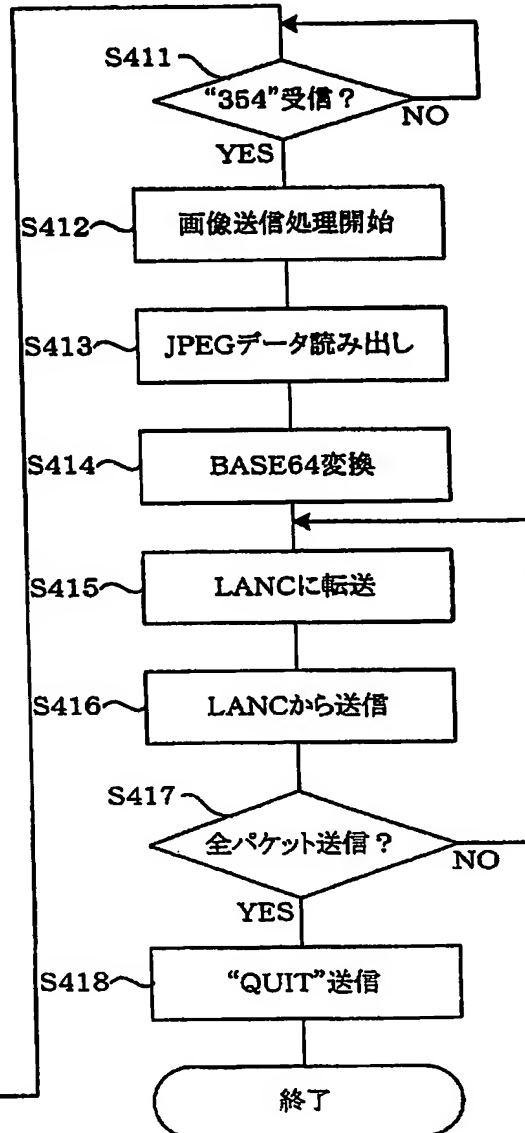 S411
“354”受信？
NO
YES
S412
画像送信処理開始
S413
JPEGデータ読み出し
S414
BASE64変換
S415
LANCに転送
S416
LANCから送信
S417
全パケット送信？
NO
YES
S418
“QUIT”送信
終了